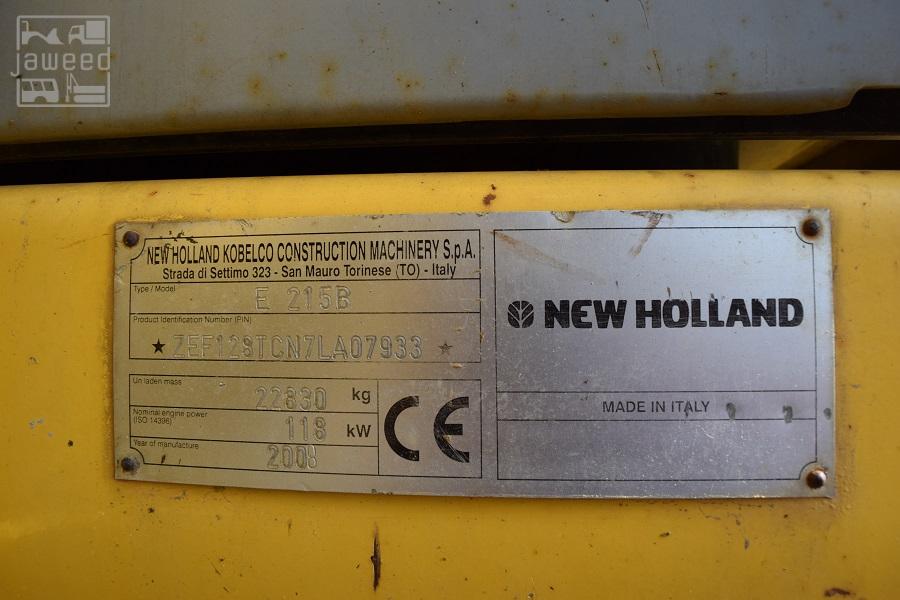 jaweed
NEW HOLLAND KOBELCO CONSTRUCTION MACHINERY S.p.A.
Strada di Settimo 323 - San Mauro Torinese (TO) - Italy
Type / Model
E 215B
Product Identification Number (PIN)
★ ZEF128TCN7LA07933 ★
Un laden mass
22830 kg
Nominal engine power
(ISO 14396)
118 kW
Year of manufacture
2008
CE
NEW HOLLAND
MADE IN ITALY